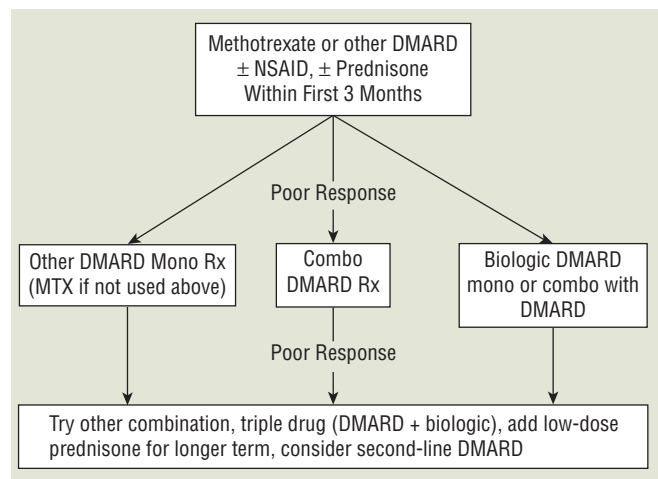 Methotrexate or other DMARD
± NSAID, ± Prednisone
Within First 3 Months
Poor Response
Other DMARD Mono Rx
(MTX if not used above)
Combo
DMARD Rx
Biologic DMARD
mono or combo with
DMARD
Poor Response
Try other combination, triple drug (DMARD + biologic), add low-dose
prednisone for longer term, consider second-line DMARD